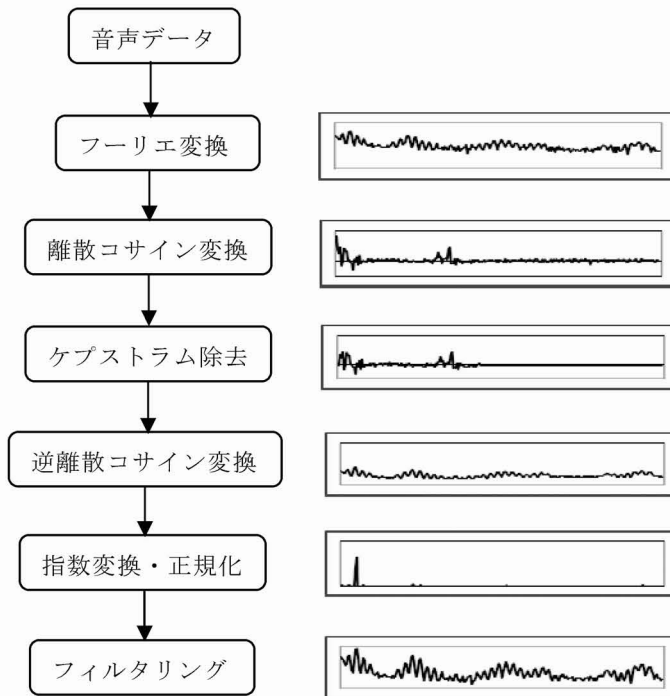 音声データ
フーリエ変換
離散コサイン変換
ケプストラム除去
逆離散コサイン変換
指数変換・正規化
フィルタリング